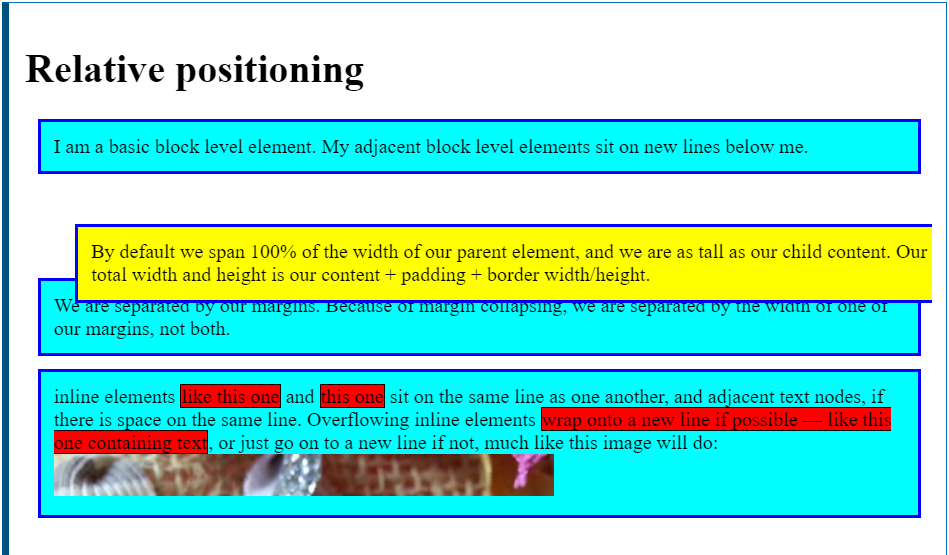 Relative positioning
I am a basic block level element. My adjacent block level elements sit on new lines below me.
By default we span 100% of the width of our parent element, and we are as tall as our child content. Our
total width and height is our content + padding + border width/height.
We are separated by our margins. Because of margin collapsing, we are separated by the width of one of
our margins, not both.
inline elements like this one and this one sit on the same line as one another, and adjacent text nodes, if
there is space on the same line. Overflowing inline elements wrap onto a new line if possible — like this
one containing text, or just go on to a new line if not, much like this image will do: